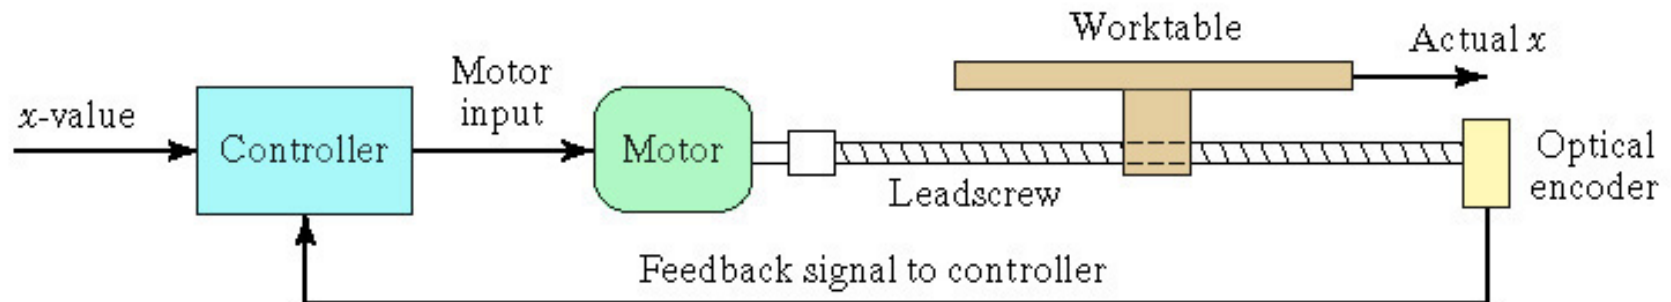 Worktable
Actual x
Motor
input
x-value
Controller
Motor
Optical
encoder
Leadscrew
Feedback signal to controller